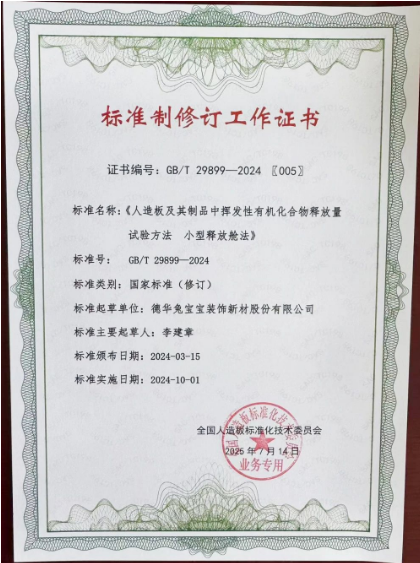 标准制修订工作证书
证书编号：GB/T 29899—2024 〖005〗
标准名称：《人造板及其制品中挥发性有机化合物释放量
试验方法 小型释放舱法》
标准号： GB/T 29899—2024
标准类别：国家标准（修订）
标准起草单位：德华兔宝宝装饰新材股份有限公司
标准主要起草人：李建章
标准颁布日期：2024-03-15
标准实施日期：2024-10-01
全国人造板标准化技术委员会
2025 年 7 月 14 日
业务专用